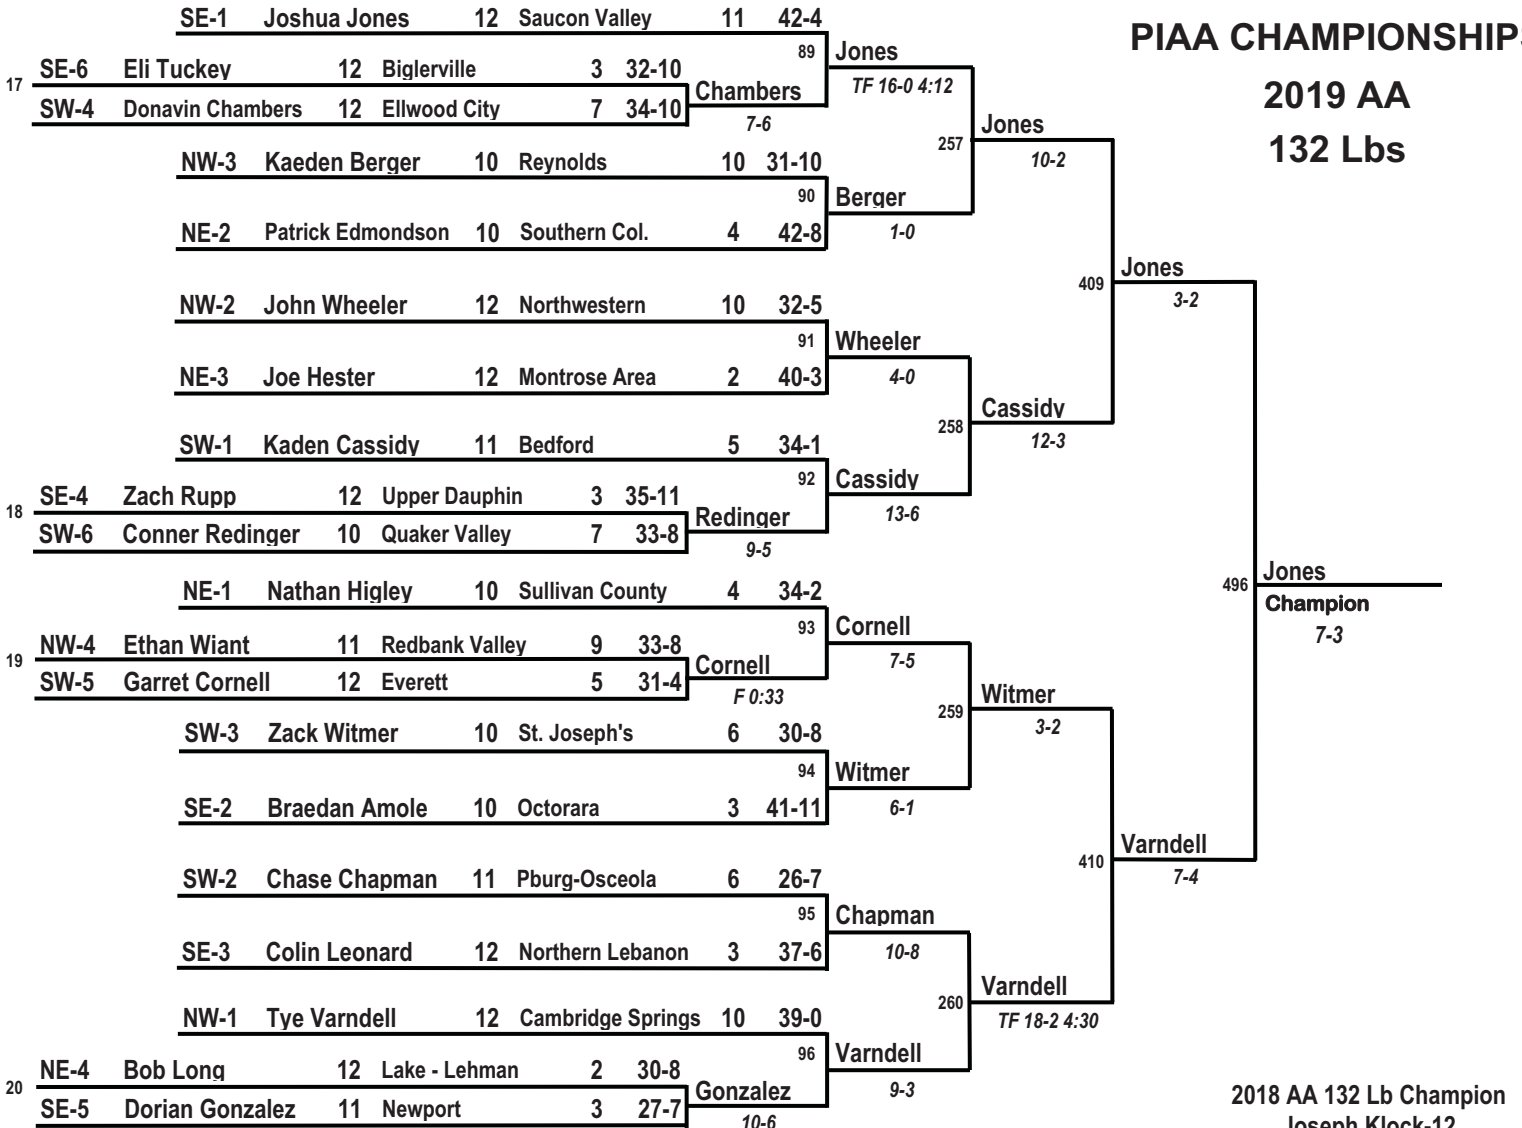 PIAA CHAMPIONSHIPS
2019 AA
132 Lbs
SE-1 Joshua Jones 12 Saucon Valley 11 42-4
89 Jones
TF 16-0 4:12
17 SE-6 Eli Tuckey 12 Biglerville 3 32-10
SW-4 Donavin Chambers 12 Ellwood City 7 34-10
Chambers
7-6
257 Jones
10-2
NW-3 Kaeden Berger 10 Reynolds 10 31-10
90 Berger
1-0
NE-2 Patrick Edmondson 10 Southern Col. 4 42-8
409 Jones
3-2
NW-2 John Wheeler 12 Northwestern 10 32-5
91 Wheeler
4-0
NE-3 Joe Hester 12 Montrose Area 2 40-3
258 Cassidy
12-3
SW-1 Kaden Cassidy 11 Bedford 5 34-1
92 Cassidy
13-6
18 SE-4 Zach Rupp 12 Upper Dauphin 3 35-11
SW-6 Conner Redinger 10 Quaker Valley 7 33-8
Redinger
9-5
496 Jones
Champion
7-3
NE-1 Nathan Higley 10 Sullivan County 4 34-2
93 Cornell
7-5
19 NW-4 Ethan Wiant 11 Redbank Valley 9 33-8
SW-5 Garret Cornell 12 Everett 5 31-4
Cornell
F 0:33
259 Witmer
3-2
SW-3 Zack Witmer 10 St. Joseph's 6 30-8
94 Witmer
6-1
SE-2 Braedan Amole 10 Octorara 3 41-11
410 Varndell
7-4
SW-2 Chase Chapman 11 Pburg-Osceola 6 26-7
95 Chapman
10-8
SE-3 Colin Leonard 12 Northern Lebanon 3 37-6
260 Varndell
TF 18-2 4:30
NW-1 Tye Varndell 12 Cambridge Springs 10 39-0
96 Varndell
9-3
20 NE-4 Bob Long 12 Lake - Lehman 2 30-8
SE-5 Dorian Gonzalez 11 Newport 3 27-7
Gonzalez
10-6
2018 AA 132 Lb Champion
Joseph Klock-12